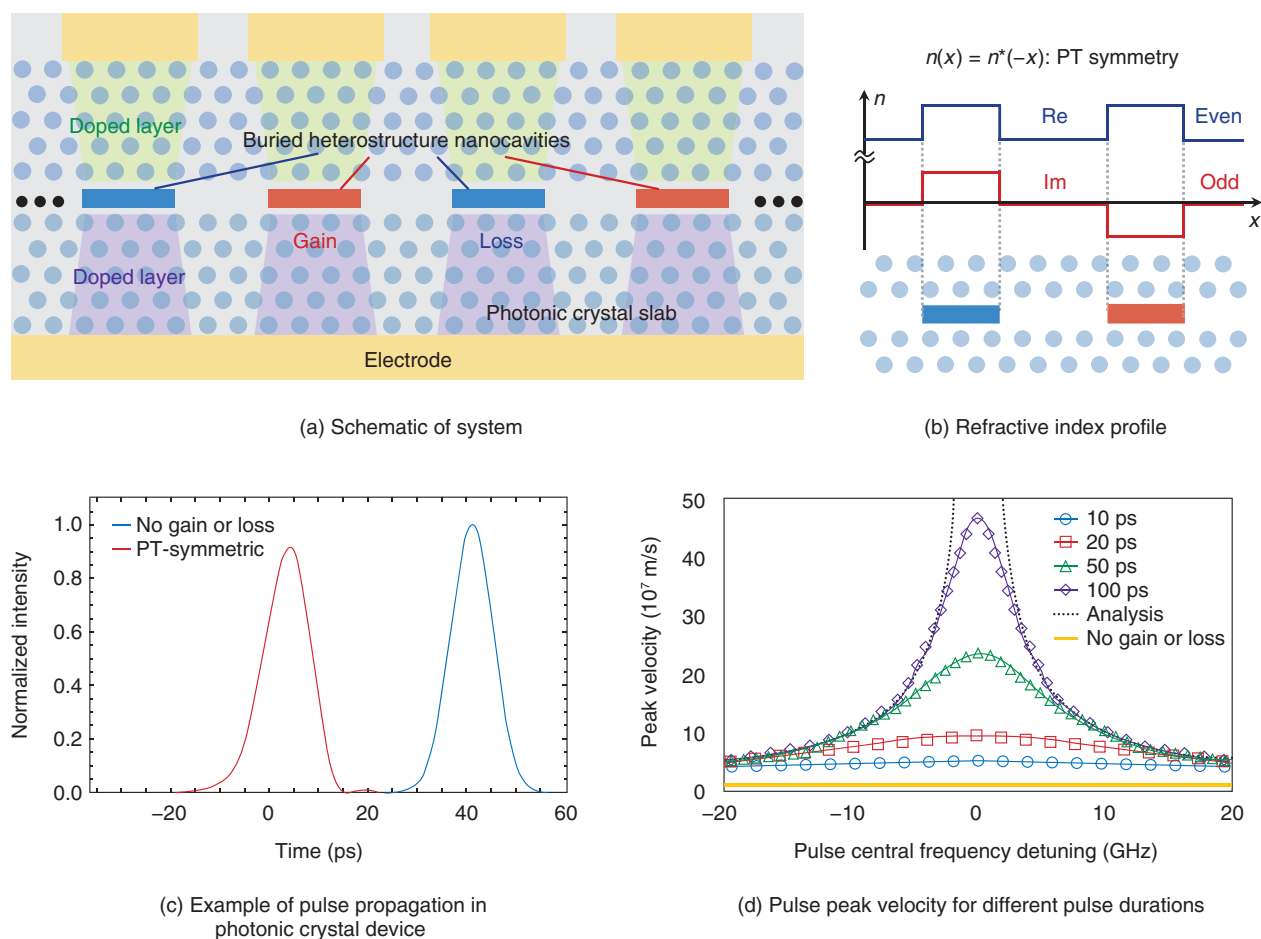 Doped layer
Buried heterostructure nanocavities
Gain
Loss
Doped layer
Photonic crystal slab
Electrode
(a) Schematic of system
n(x) = n*(−x): PT symmetry
n
Re
Even
Im
Odd
x
(b) Refractive index profile
Normalized intensity
1.0
0.8
0.6
0.4
0.2
0.0
No gain or loss
PT-symmetric
−20
0
20
40
60
Time (ps)
(c) Example of pulse propagation in
photonic crystal device
Peak velocity (10⁷ m/s)
50
40
30
20
10
0
10 ps
20 ps
50 ps
100 ps
Analysis
No gain or loss
−20
−10
0
10
20
Pulse central frequency detuning (GHz)
(d) Pulse peak velocity for different pulse durations